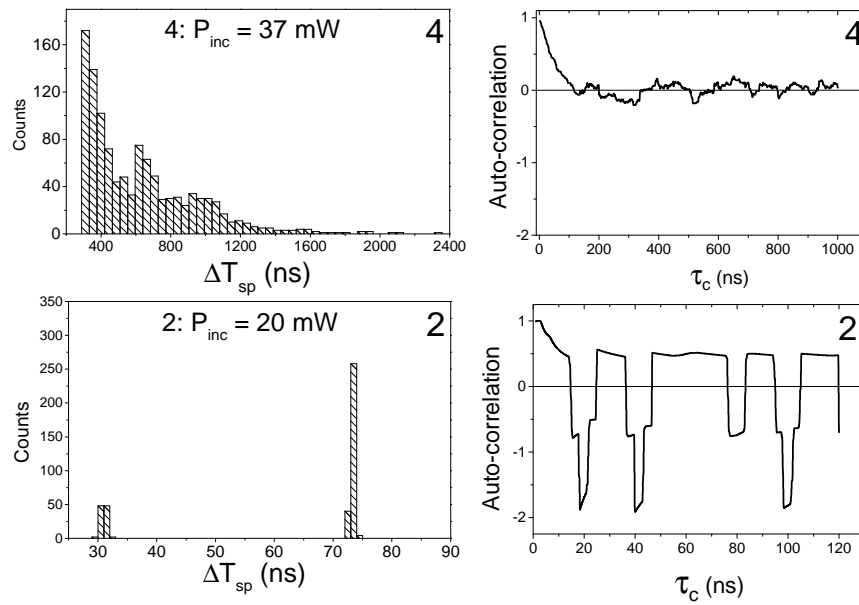 4: P_inc = 37 mW
4
160
120
80
40
0
Counts
400 800 1200 1600 2000 2400
ΔT_sp (ns)
4
1
0
-1
-2
Auto-correlation
0 200 400 600 800 1000
τ_c (ns)
2: P_inc = 20 mW
2
350
300
250
200
150
100
50
0
Counts
30 40 50 60 70 80 90
ΔT_sp (ns)
2
1
0
-1
-2
Auto-correlation
0 20 40 60 80 100 120
τ_c (ns)